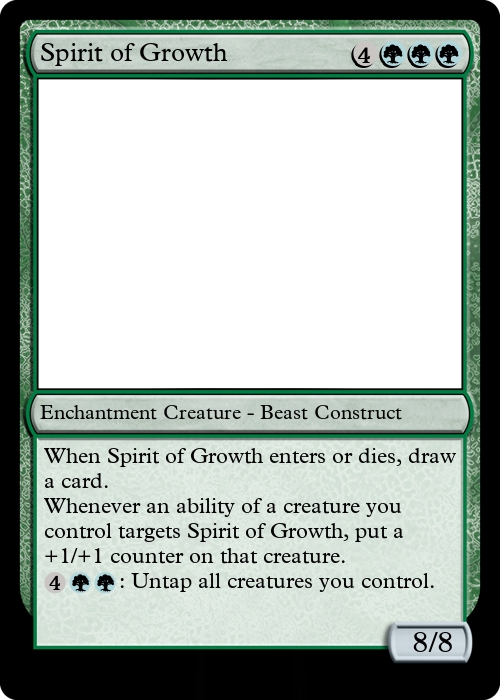 Spirit of Growth 4
Enchantment Creature - Beast Construct
When Spirit of Growth enters or dies, draw
a card.
Whenever an ability of a creature you
control targets Spirit of Growth, put a
+1/+1 counter on that creature.
4 : Untap all creatures you control.
8/8